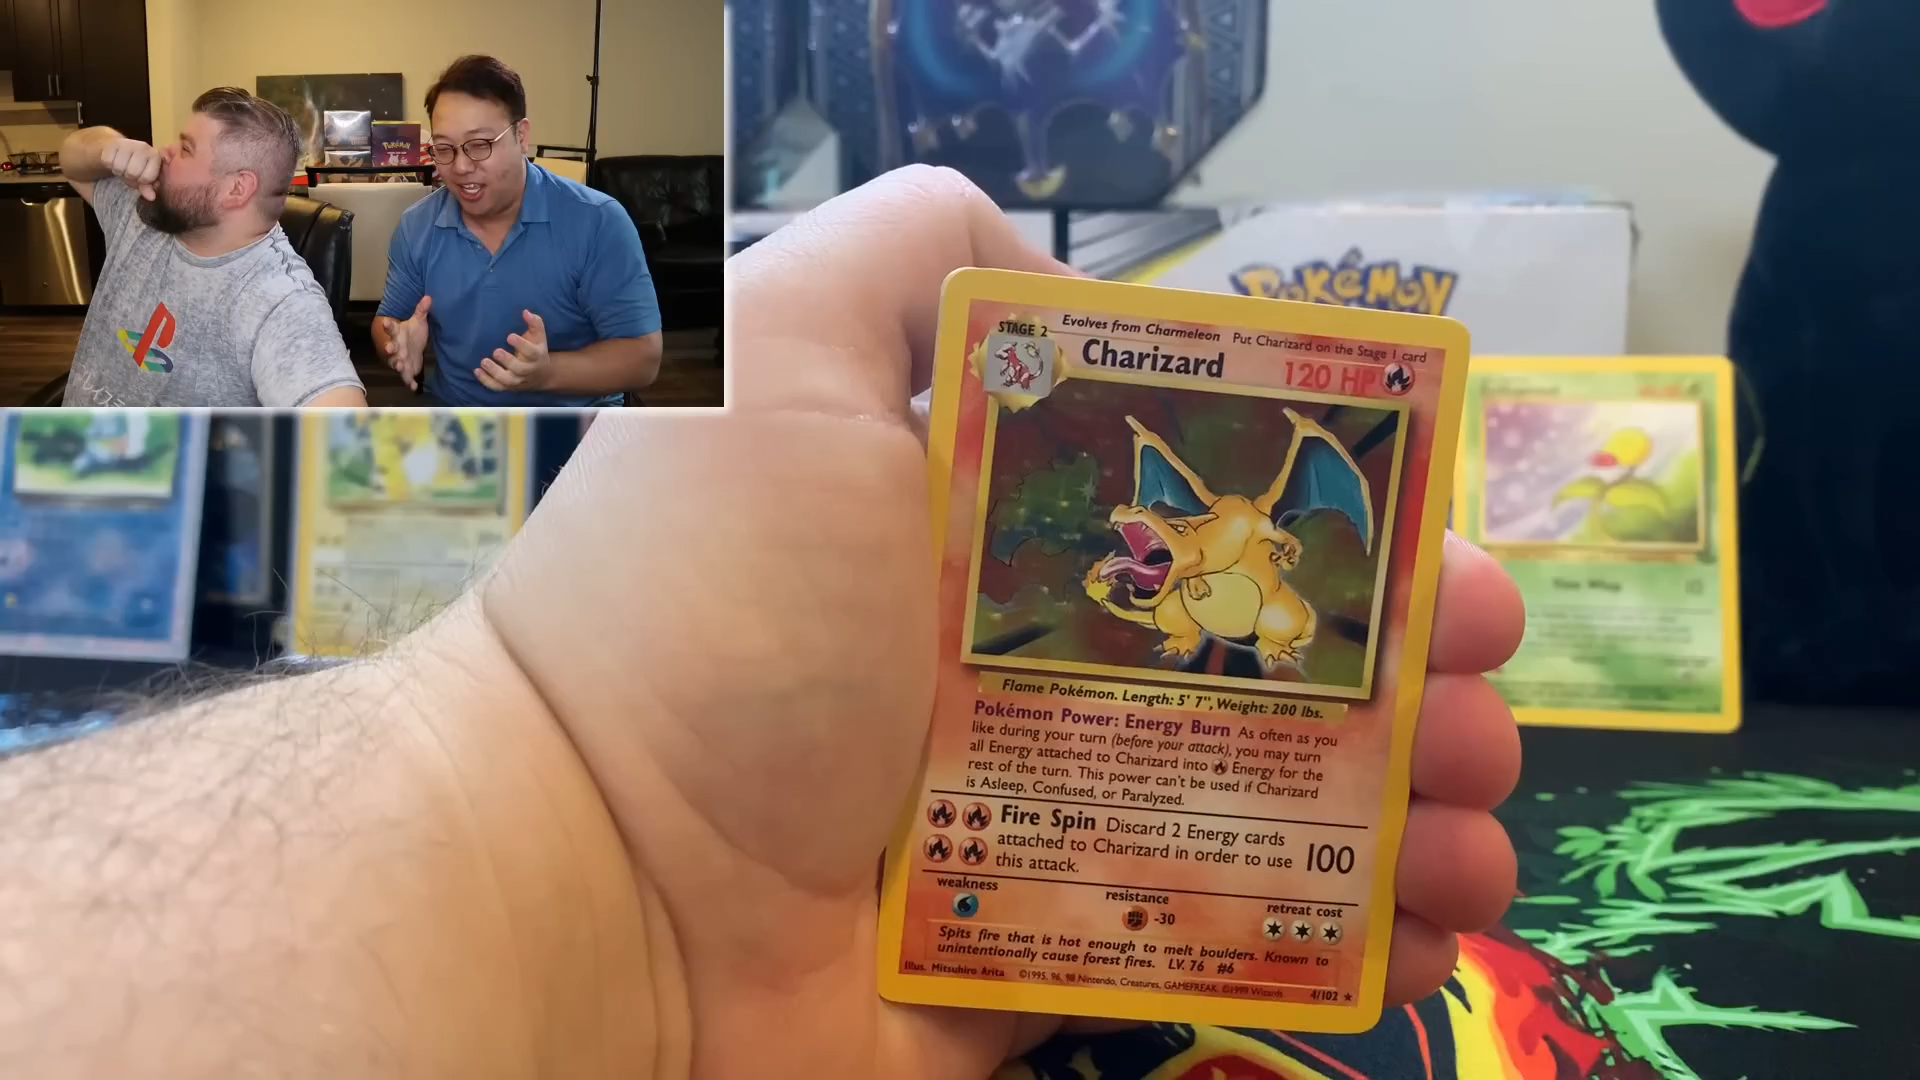 POKÉMON
Pokémon
STAGE 2
Evolves from Charmeleon
Put Charizard on the Stage 1 card
Charizard
120 HP
Flame Pokémon. Length: 5' 7", Weight: 200 lbs.
Pokémon Power: Energy Burn As often as you
like during your turn (before your attack), you may turn
all Energy attached to Charizard into Energy for the
rest of the turn. This power can't be used if Charizard
is Asleep, Confused, or Paralyzed.
Fire Spin Discard 2 Energy cards
attached to Charizard in order to use
this attack.
100
weakness
resistance
-30
retreat cost
Spits fire that is hot enough to melt boulders. Known to
unintentionally cause forest fires. LV. 76 #6
Illus. Mitsuhiro Arita
©1995, 96, 98 Nintendo, Creatures, GAMEFREAK. ©1999 Wizards.
4/102 ★
Vine Whip